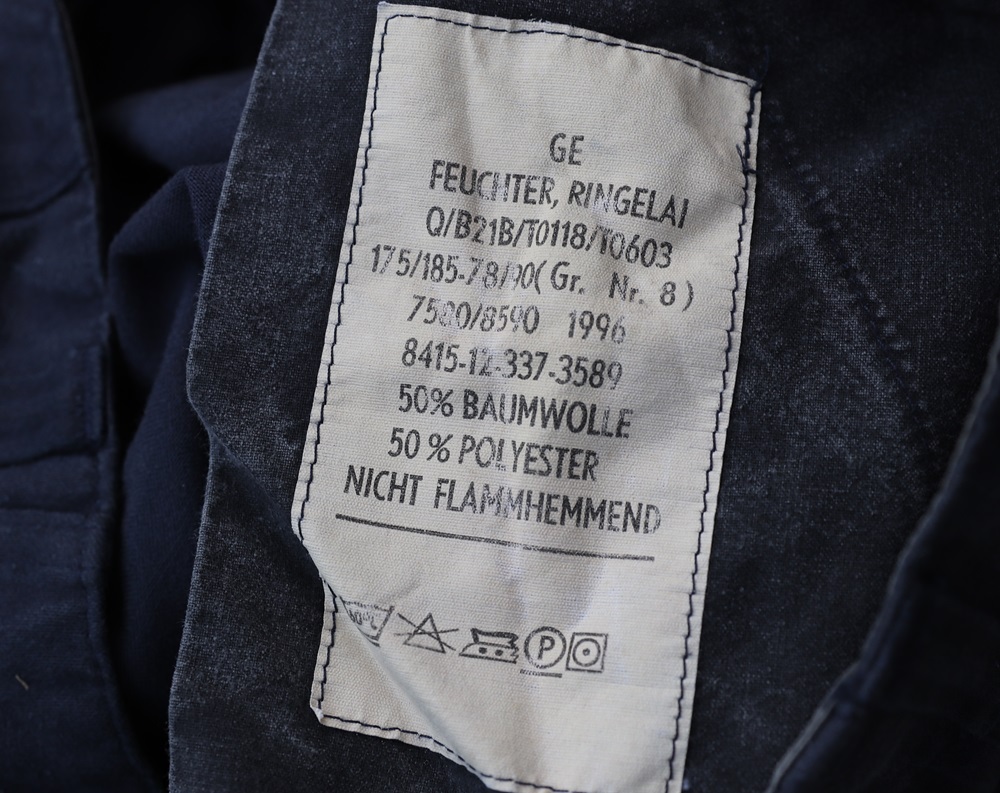 GE
FEUCHTER, RINGELAI
Q/B21B/T0118/T0603
175/185-78/90( Gr. Nr. 8 )
7580/8590 1996
8415-12-337-3589
50% BAUMWOLLE
50 % POLYESTER
NICHT FLAMMHEMMEND
60°C
P